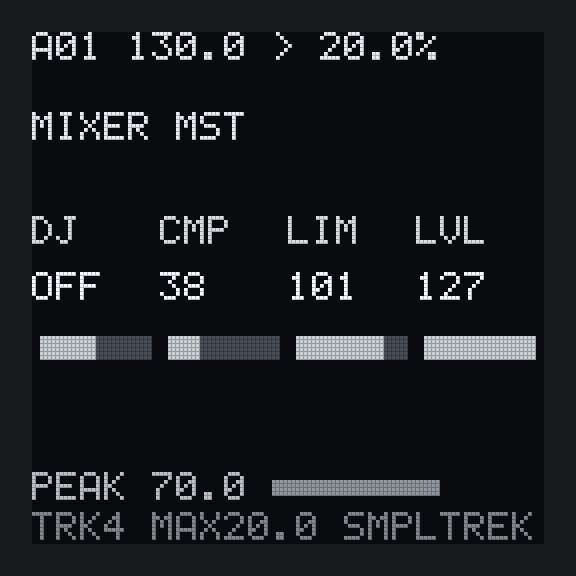 A01 130.0 > 20.0%
MIXER MST
DJ CMP LIM LVL
OFF 38 101 127
PEAK 70.0
TRK4 MAX20.0 SMPLTREK